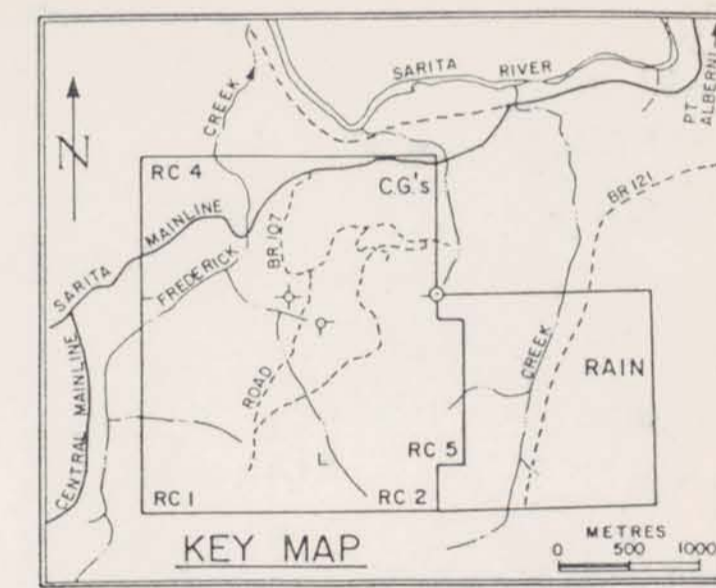 SARITA
RIVER
PT. ALBERNI
CREEK
N
RC 4
C.G's
BR 121
SARITA MAINLINE
BR 107
FREDERICK
CREEK
RAIN
ROAD
CENTRAL MAINLINE
L
RC 5
RC 1
RC 2
KEY MAP
METRES
0 500 1000